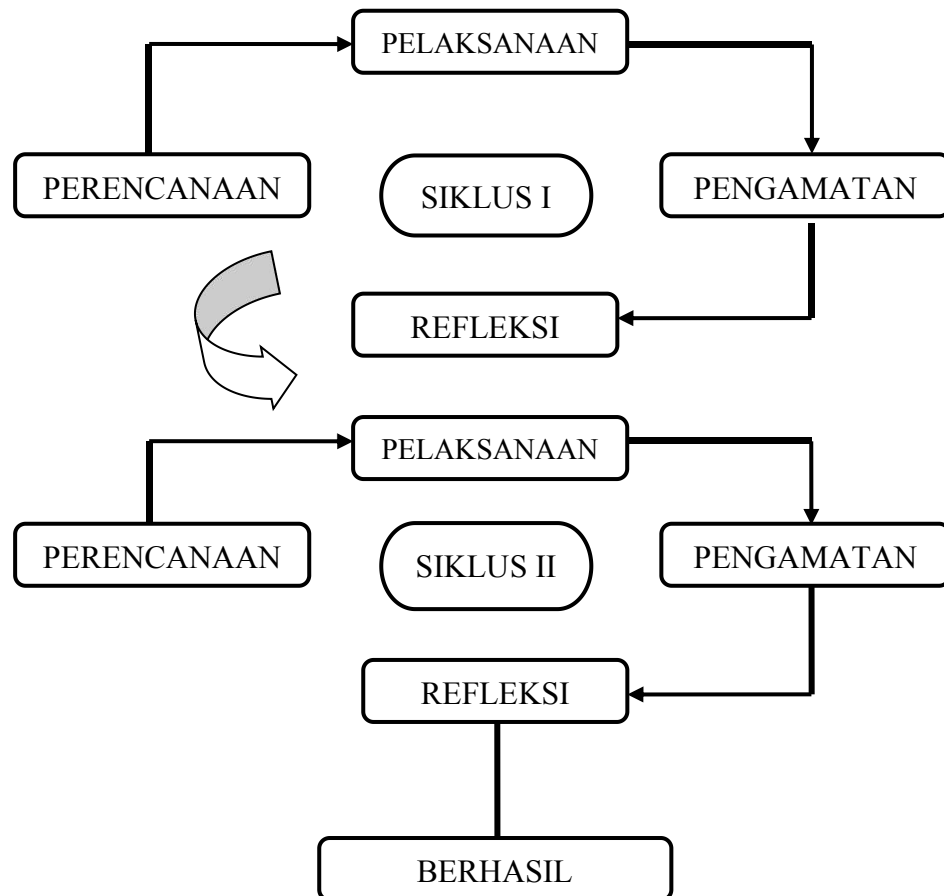 PELAKSANAAN
PERENCANAAN
SIKLUS I
PENGAMATAN
REFLEKSI
PELAKSANAAN
PERENCANAAN
SIKLUS II
PENGAMATAN
REFLEKSI
BERHASIL